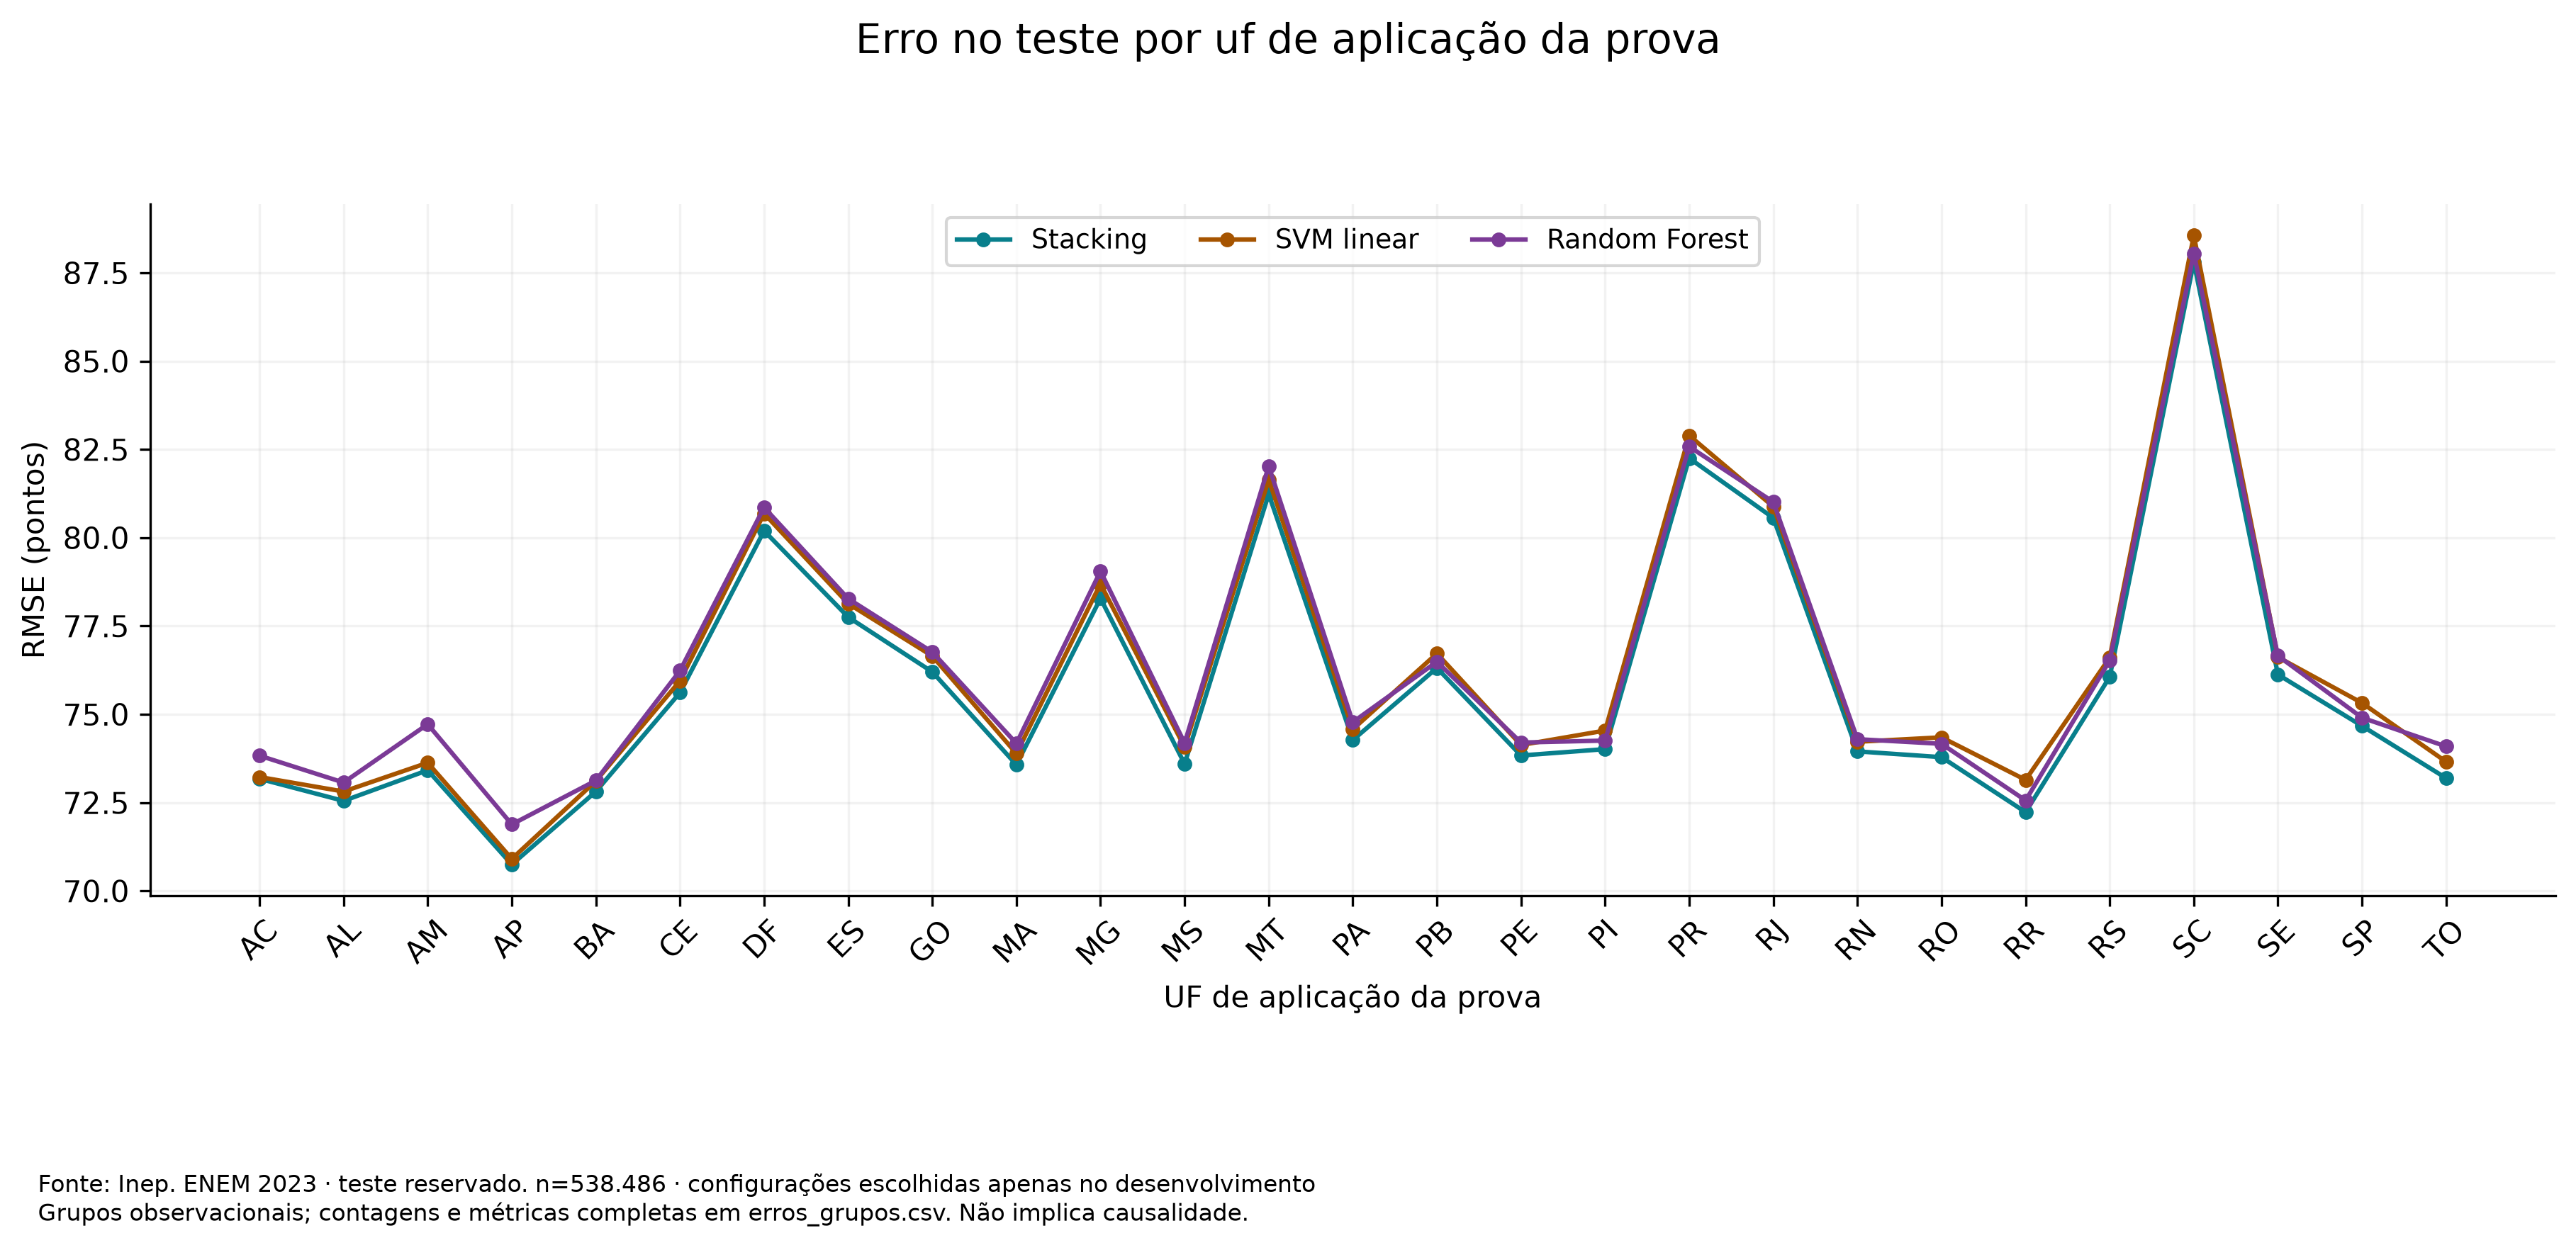 Erro no teste por uf de aplicação da prova
Stacking SVM linear Random Forest
RMSE (pontos)
87.5
85.0
82.5
80.0
77.5
75.0
72.5
70.0
AC AL AM AP BA CE DF ES GO MA MG MS MT PA PB PE PI PR RJ RN RO RR RS SC SE SP TO
UF de aplicação da prova
Fonte: Inep. ENEM 2023 · teste reservado. n=538.486 · configurações escolhidas apenas no desenvolvimento
Grupos observacionais; contagens e métricas completas em erros_grupos.csv. Não implica causalidade.